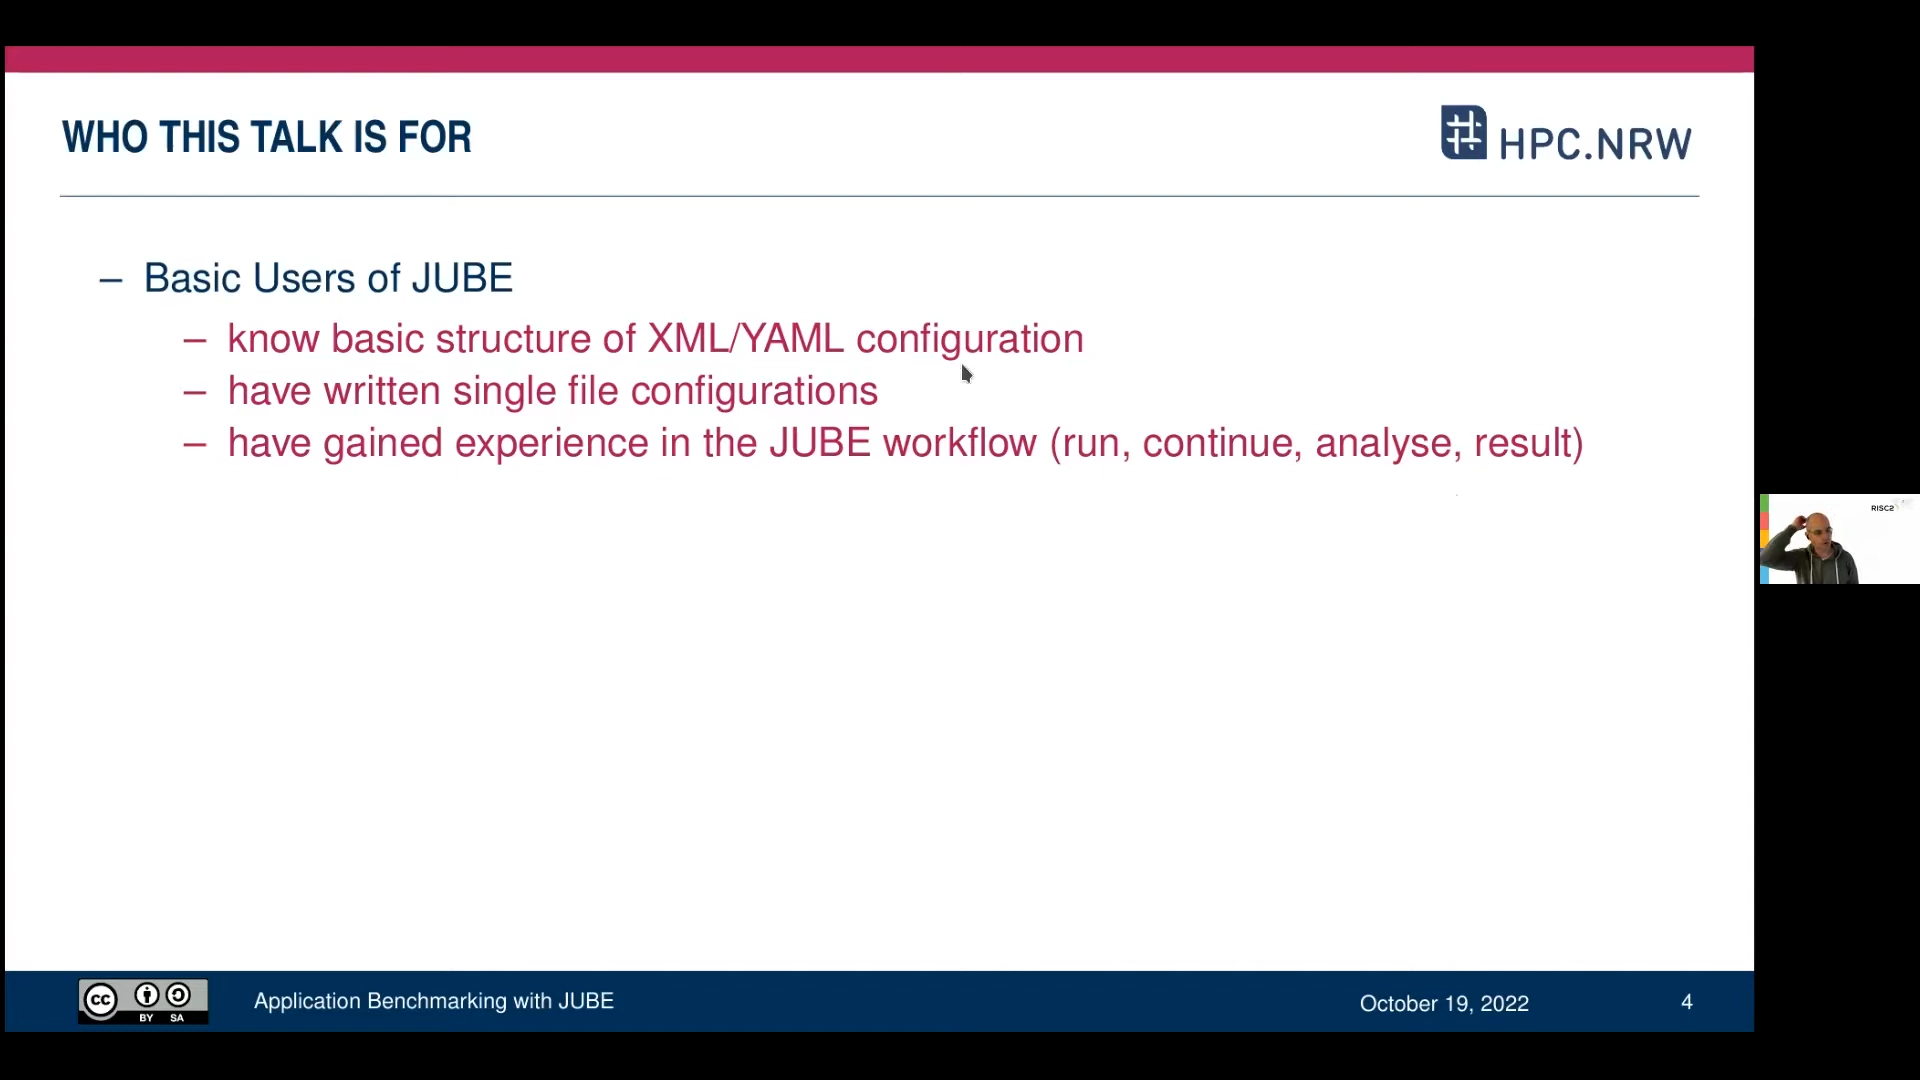 WHO THIS TALK IS FOR
HPC.NRW
– Basic Users of JUBE
– know basic structure of XML/YAML configuration
– have written single file configurations
– have gained experience in the JUBE workflow (run, continue, analyse, result)
RISC2
cc BY SA
Application Benchmarking with JUBE
October 19, 2022
4